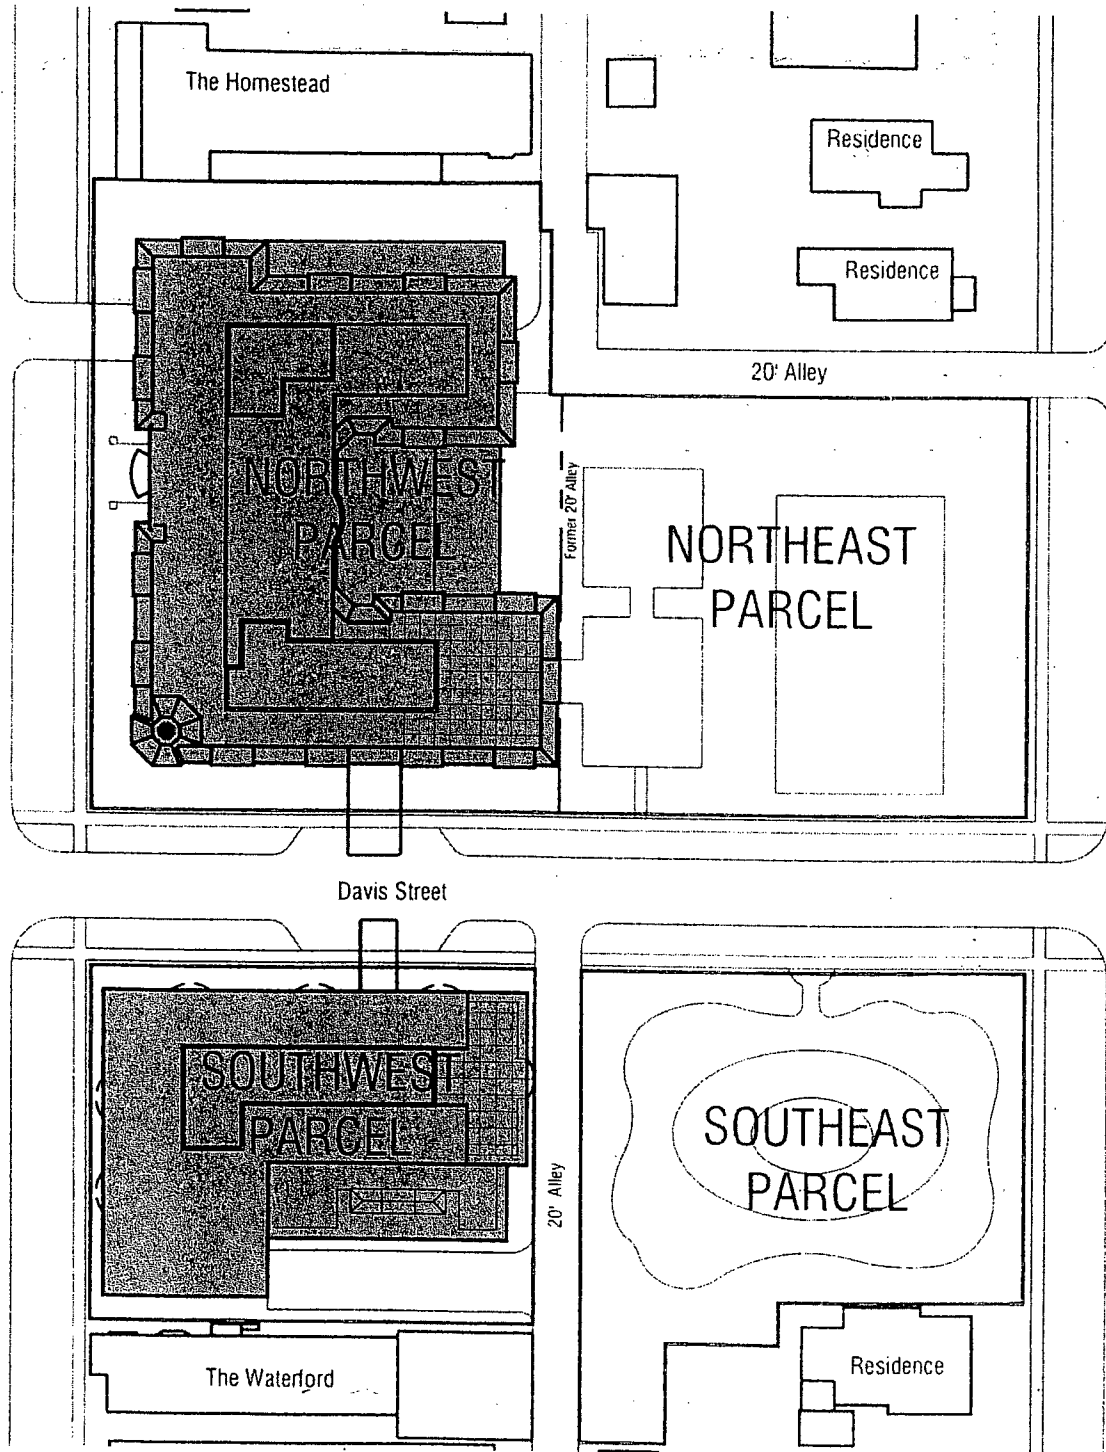 The Homestead
Residence
Residence
20' Alley
NORTHWEST
PARCEL
Former 20' Alley
NORTHEAST
PARCEL
Davis Street
SOUTHWEST
PARCEL
20' Alley
SOUTHEAST
PARCEL
The Waterford
Residence